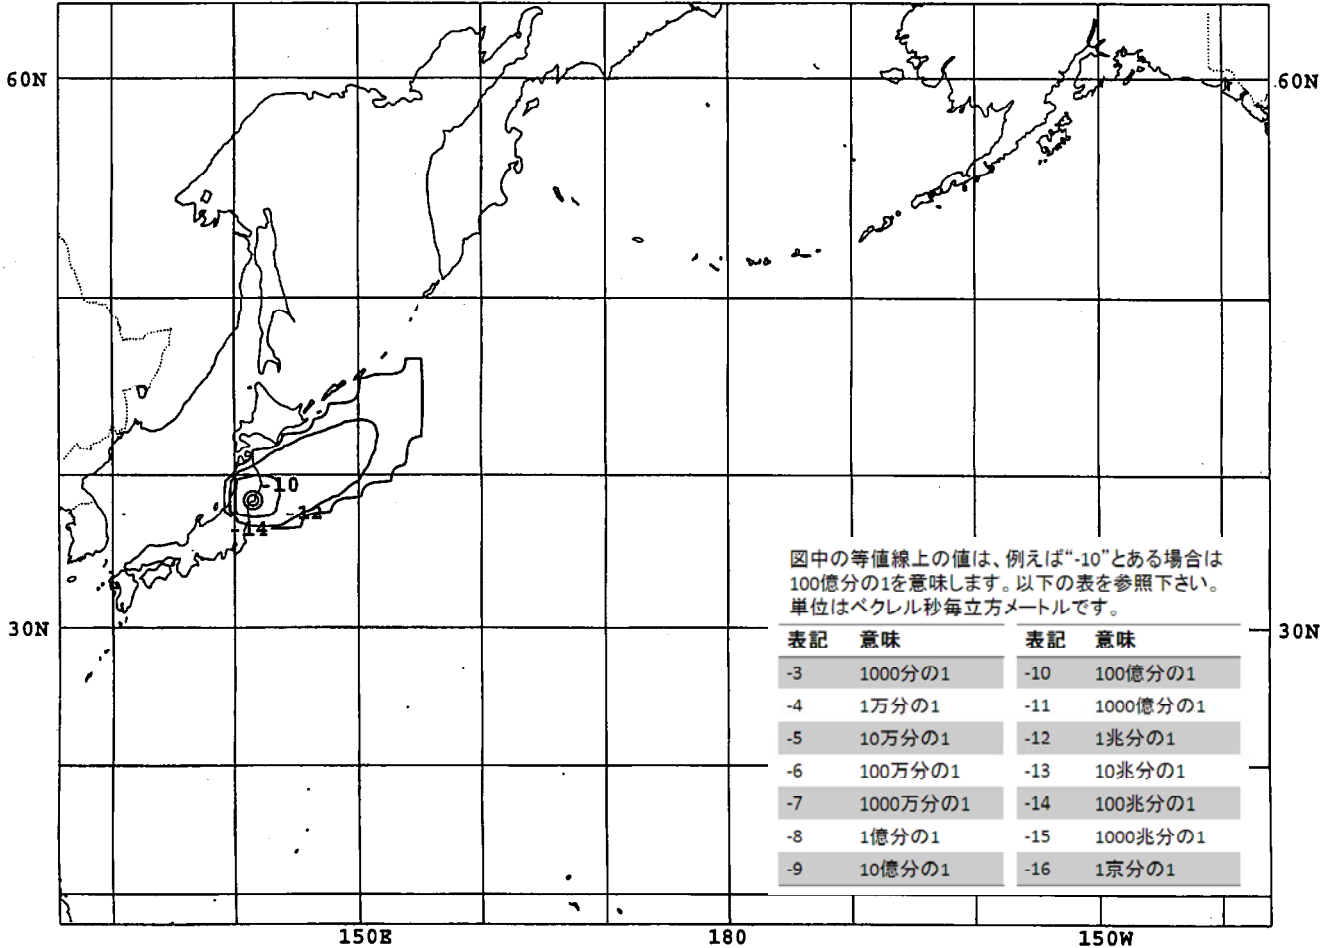 60N
60N
-10
-12
-14
図中の等値線上の値は、例えば“-10”とある場合は
100億分の1を意味します。以下の表を参照下さい。
単位はベクレル秒毎立方メートルです。
30N
30N
表記 意味 表記 意味
-3 1000分の1 -10 100億分の1
-4 1万分の1 -11 1000億分の1
-5 10万分の1 -12 1兆分の1
-6 100万分の1 -13 10兆分の1
-7 1000万分の1 -14 100兆分の1
-8 1億分の1 -15 1000兆分の1
-9 10億分の1 -16 1京分の1
150E 180 150W